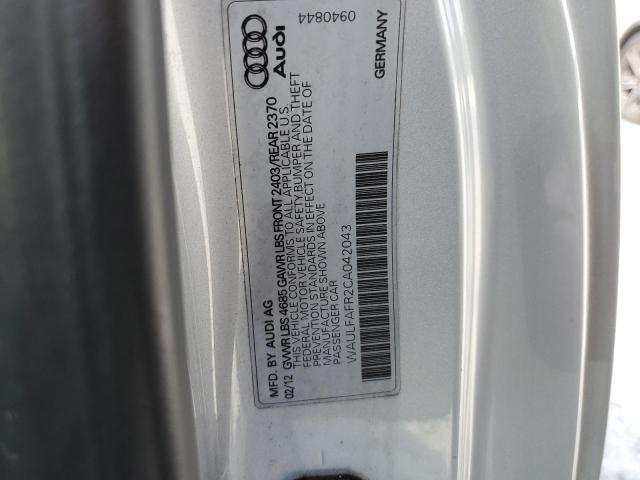 MFD. BY AUDI AG
02/12 GVWR LBS 4685 GAWR LBS FRONT 2403/REAR 2370
THIS VEHICLE CONFORMS TO ALL APPLICABLE U.S.
FEDERAL MOTOR VEHICLE SAFETY, BUMPER AND THEFT
PREVENTION STANDARDS IN EFFECT ON THE DATE OF
MANUFACTURE SHOWN ABOVE
PASSENGER CAR
WAULFAFR2CA042043
Audi
0940844
GERMANY